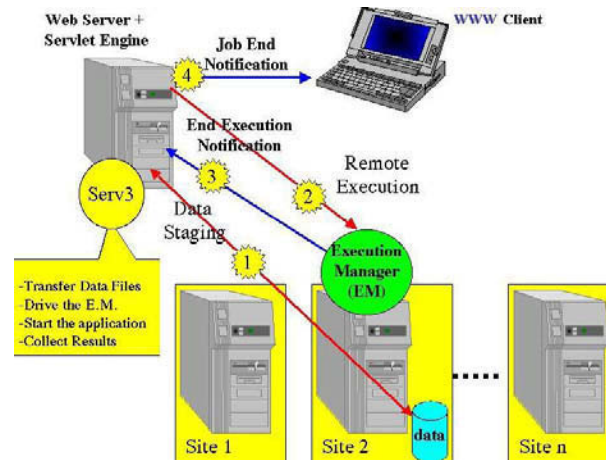 Web Server +
Servlet Engine
WWW Client
Job End
Notification
4
End Execution
Notification
3
2
Remote
Execution
Serv3
Data
Staging
1
Execution
Manager
(EM)
-Transfer Data Files
-Drive the E.M.
-Start the application
-Collect Results
data
Site 1
Site 2
Site n